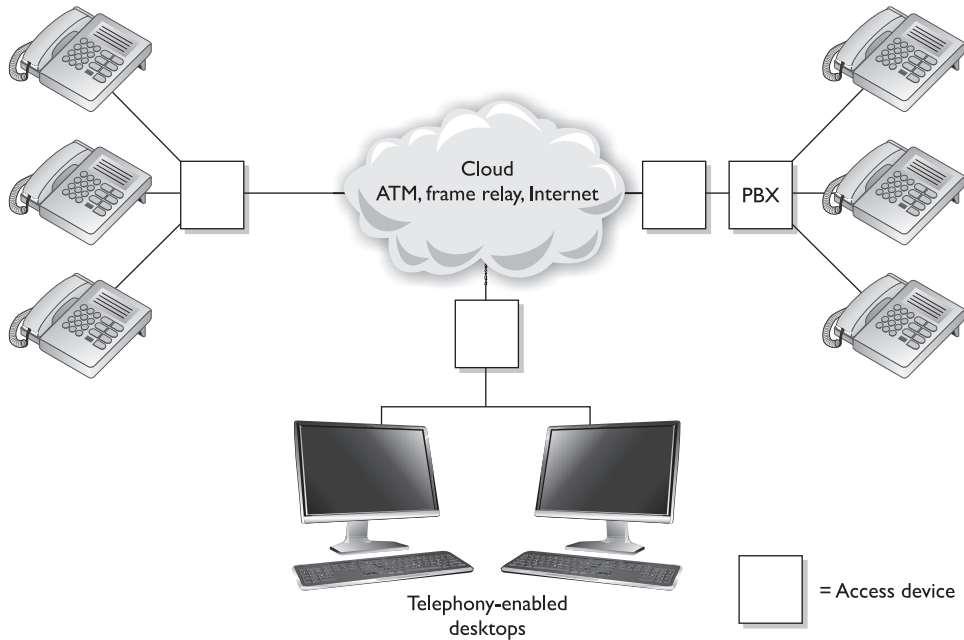 Cloud
ATM, frame relay, Internet
PBX
Telephony-enabled
desktops
= Access device